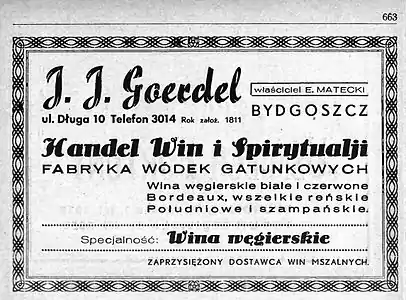 663
J. J. Goerdel
właściciel E. MATECKI
ul. Długa 10 Telefon 3014 Rok założ. 1811
BYDGOSZCZ
Handel Win i Spirytualji
FABRYKA WÓDEK GATUNKOWYCH
Wina węgierskie białe i czerwone
Bordeaux, wszelkie reńskie
Południowe i szampańskie.
Specjalność: Wina węgierskie
ZAPRZYSIĘŻONY DOSTAWCA WIN MSZALNYCH.